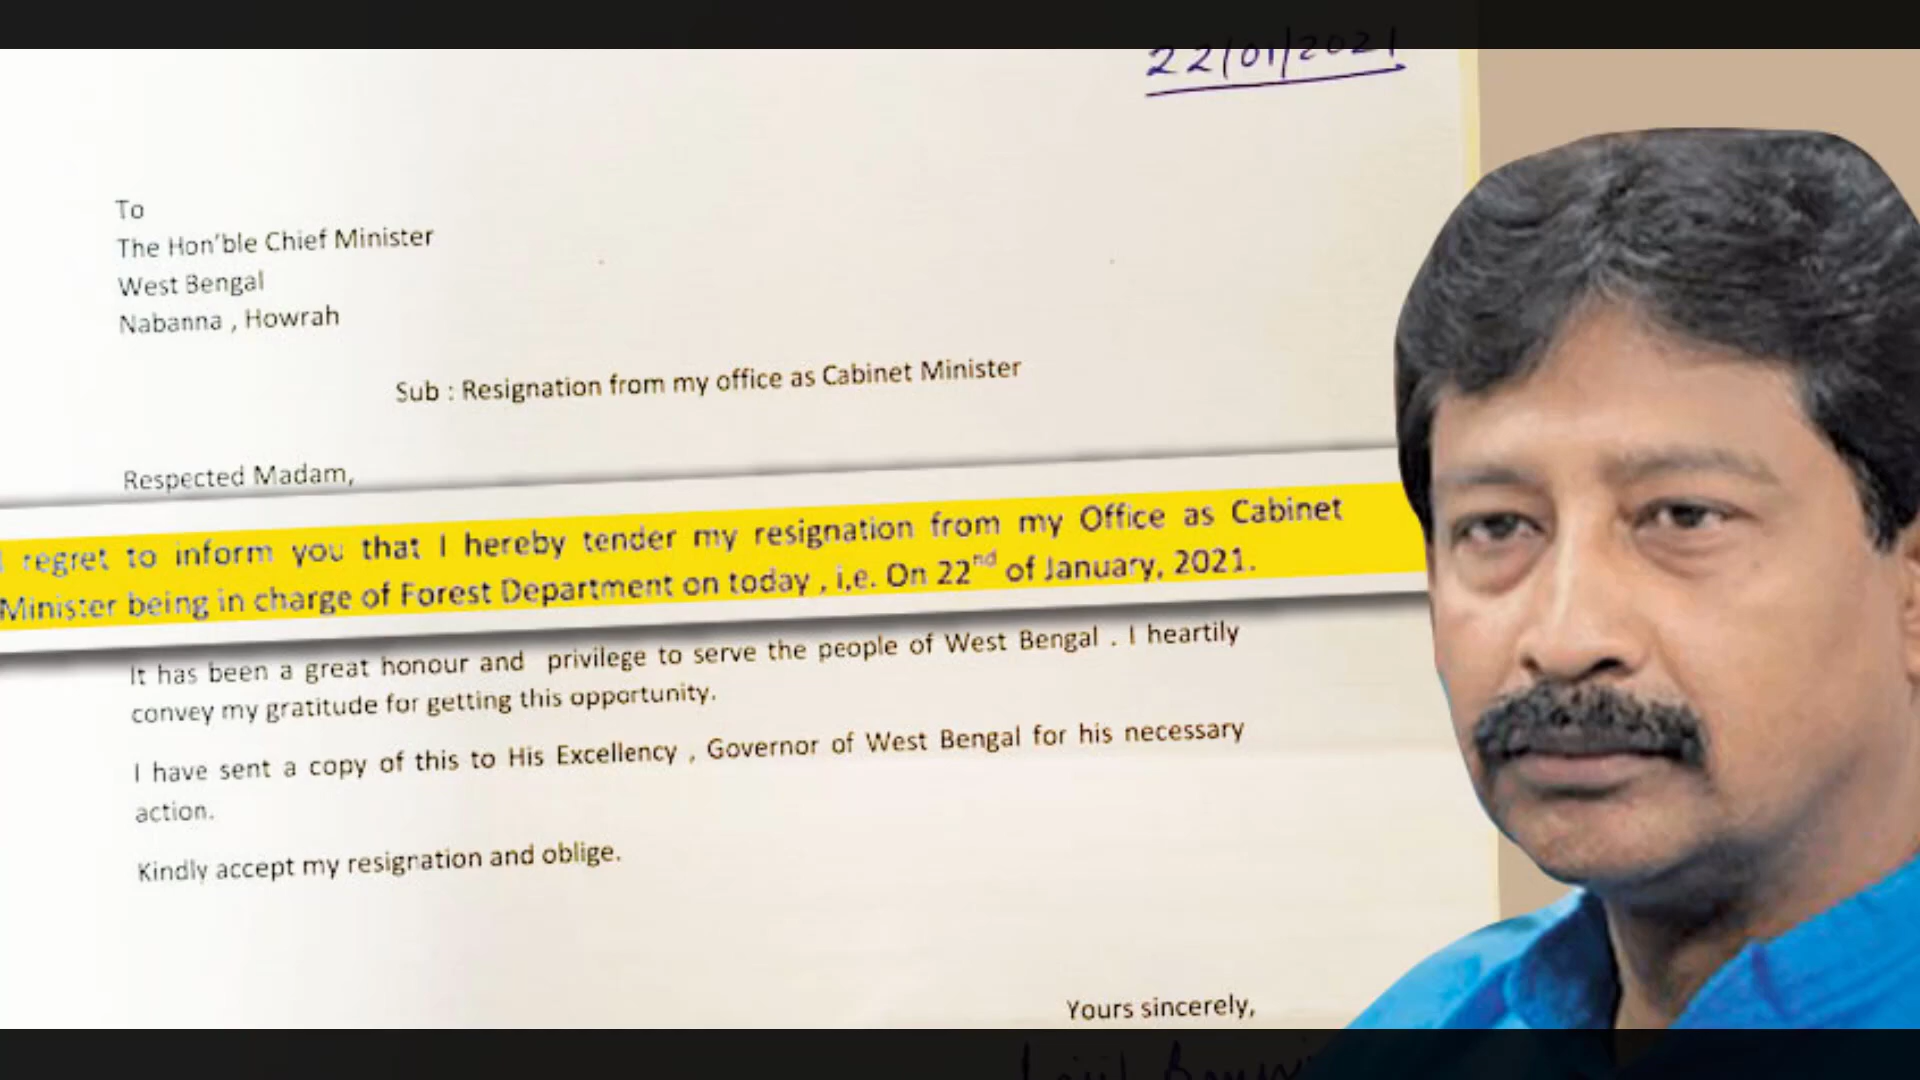 22/01/2021
To
The Hon'ble Chief Minister
West Bengal
Nabanna , Howrah
Sub : Resignation from my office as Cabinet Minister
Respected Madam,
I regret to inform you that I hereby tender my resignation from my Office as Cabinet
Minister being in charge of Forest Department on today , i.e. On 22nd of January, 2021.
It has been a great honour and privilege to serve the people of West Bengal . I heartily
convey my gratitude for getting this opportunity.
I have sent a copy of this to His Excellency , Governor of West Bengal for his necessary
action.
Kindly accept my resignation and oblige.
Yours sincerely,